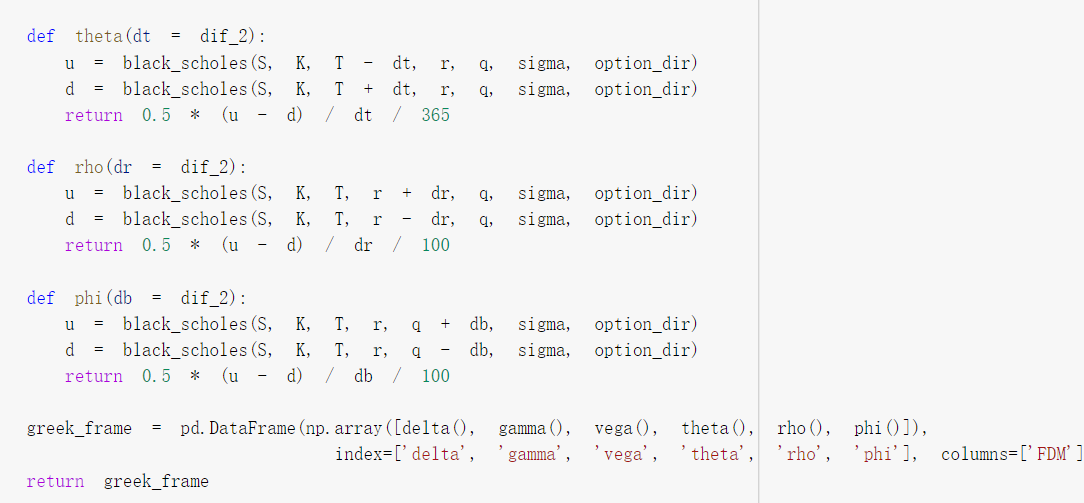 def theta(dt = dif_2):
u = black_scholes(S, K, T - dt, r, q, sigma, option_dir)
d = black_scholes(S, K, T + dt, r, q, sigma, option_dir)
return 0.5 * (u - d) / dt / 365
def rho(dr = dif_2):
u = black_scholes(S, K, T, r + dr, q, sigma, option_dir)
d = black_scholes(S, K, T, r - dr, q, sigma, option_dir)
return 0.5 * (u - d) / dr / 100
def phi(db = dif_2):
u = black_scholes(S, K, T, r, q + db, sigma, option_dir)
d = black_scholes(S, K, T, r, q - db, sigma, option_dir)
return 0.5 * (u - d) / db / 100
greek_frame = pd.DataFrame(np.array([delta(), gamma(), vega(), theta(), rho(), phi()]),
index=['delta', 'gamma', 'vega', 'theta', 'rho', 'phi'], columns=['FDM']
return greek_frame